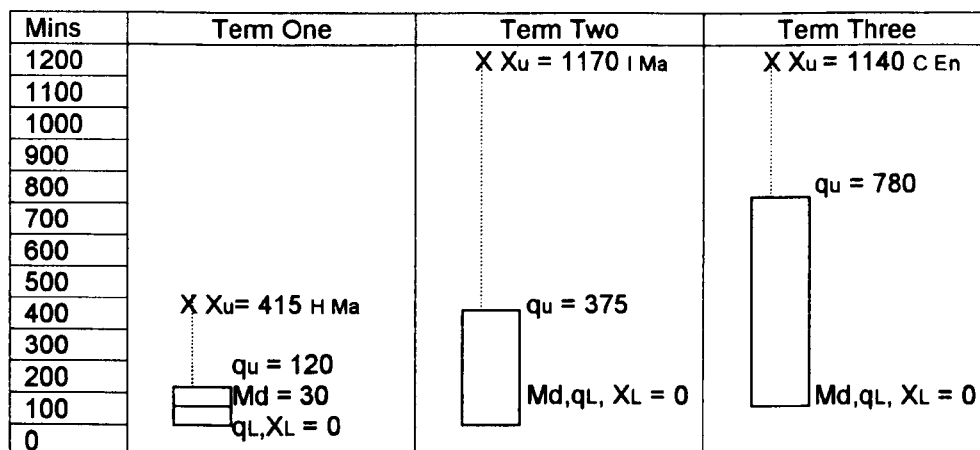 Mins Term One Term Two Term Three
1200 X Xu = 1170 I Ma X Xu = 1140 C En
1100
1000
900
800 qu = 780
700
600
500
400 X Xu= 415 H Ma qu = 375
300
200 qu = 120
100 Md = 30 Md,qL, XL = 0 Md,qL, XL = 0
0 qL,XL = 0